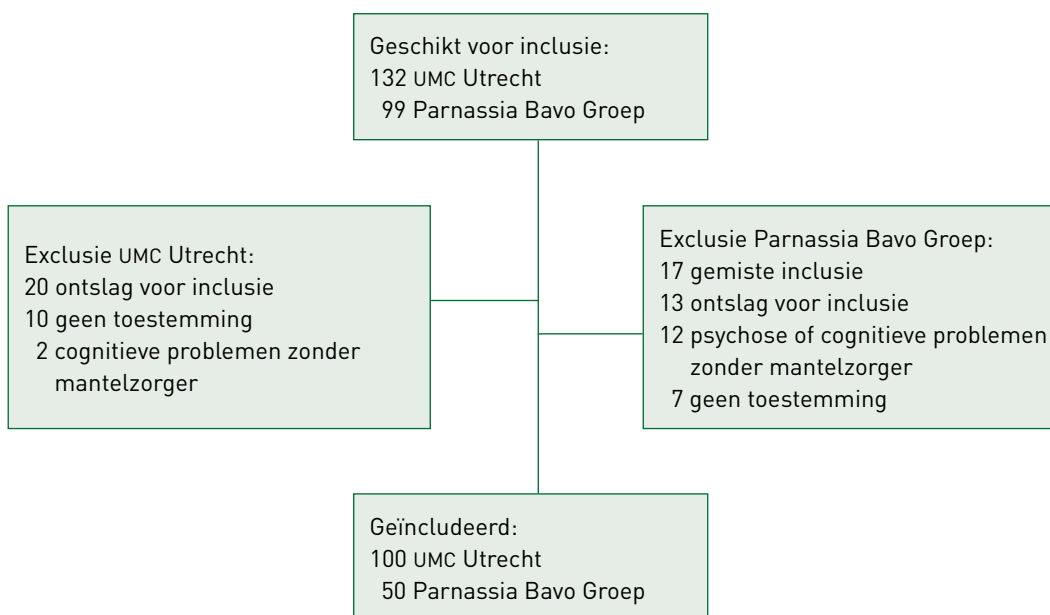 Geschikt voor inclusie:
132 UMC Utrecht
99 Parnassia Bavo Groep
Exclusie UMC Utrecht:
20 ontslag voor inclusie
10 geen toestemming
2 cognitieve problemen zonder
mantelzorger
Exclusie Parnassia Bavo Groep:
17 gemiste inclusie
13 ontslag voor inclusie
12 psychose of cognitieve problemen
zonder mantelzorger
7 geen toestemming
Geïncludeerd:
100 UMC Utrecht
50 Parnassia Bavo Groep